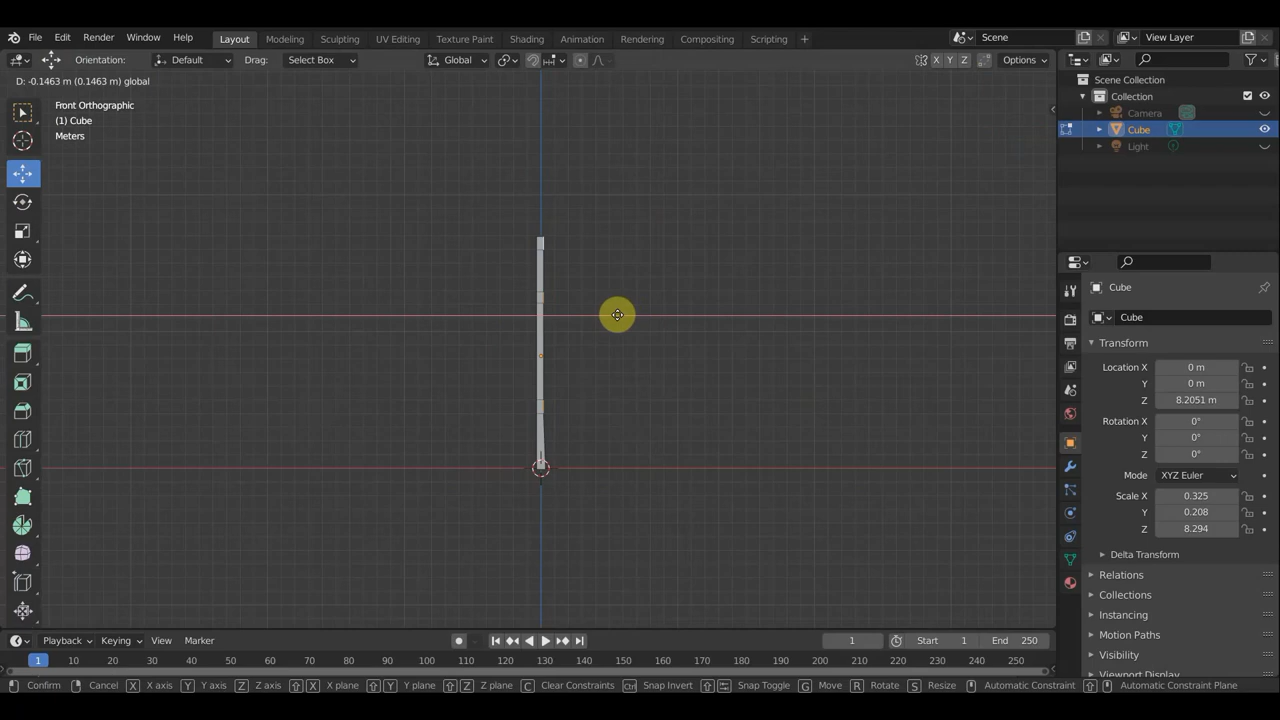 File Edit Render Window Help Layout Modeling Sculpting UV Editing Texture Paint Shading Animation Rendering Compositing Scripting + Scene View Layer
Orientation: Default Drag: Select Box Global X Y Z Options
D: -0.1463 m (0.1463 m) global
Front Orthographic
(1) Cube
Meters
Scene Collection
Collection
Camera
Cube
Light
Cube
Cube
Transform
Location X 0 m
Y 0 m
Z 8.2051 m
Rotation X 0°
Y 0°
Z 0°
Mode XYZ Euler
Scale X 0.325
Y 0.208
Z 8.294
Delta Transform
Relations
Collections
Instancing
Motion Paths
Visibility
Viewport Display
Playback Keying View Marker 1 Start 1 End 250
1 10 20 30 40 50 60 70 80 90 100 110 120 130 140 150 160 170 180 190 200 210 220 230 240 250
Confirm Cancel X X axis Y Y axis Z Z axis X X plane Y Y plane Z Z plane C Clear Constraints Ctrl Snap Invert Snap Toggle G Move R Rotate S Resize Automatic Constraint Automatic Constraint Plane